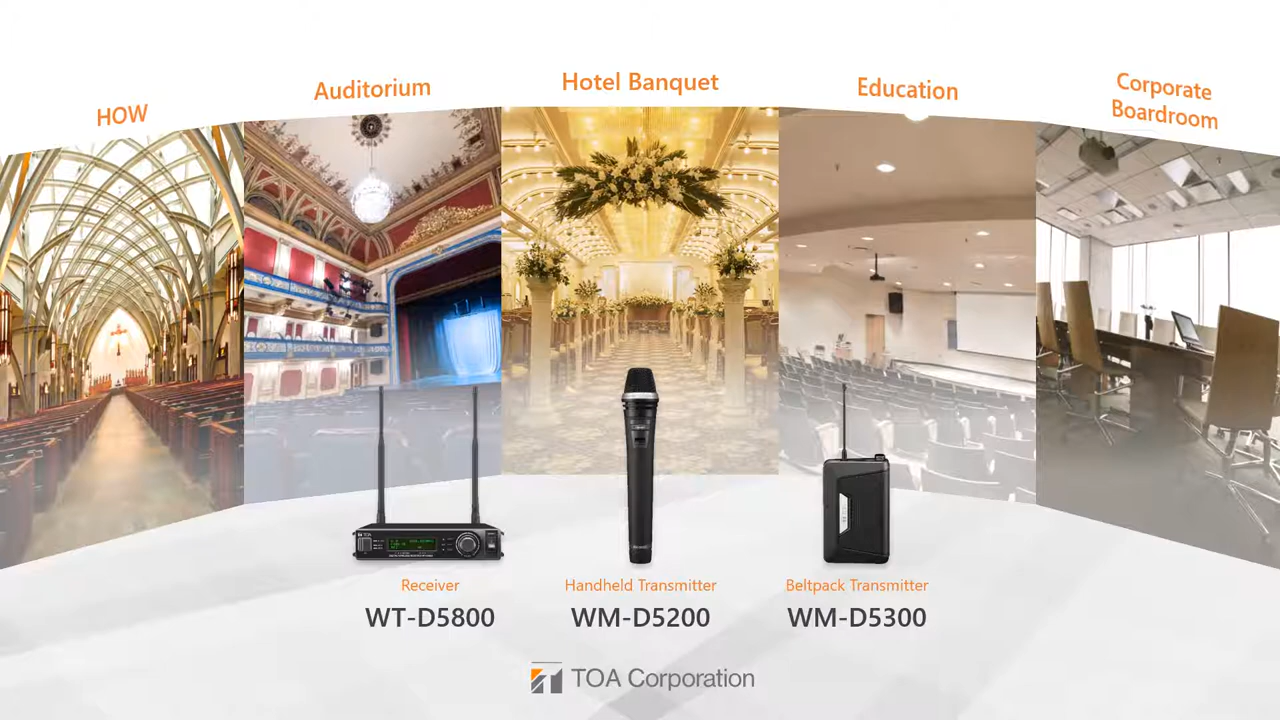 HOW
Auditorium
Hotel Banquet
Education
Corporate
Boardroom
TOA
Receiver
Handheld Transmitter
Beltpack Transmitter
WT-D5800
WM-D5200
WM-D5300
TOA Corporation